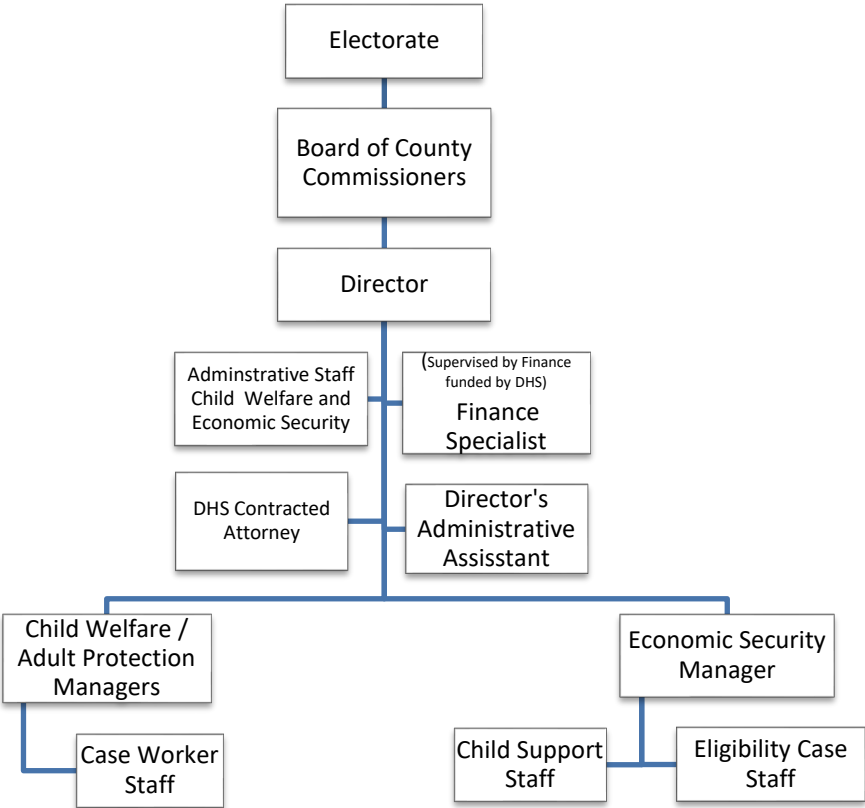 Electorate
Board of County
Commissioners
Director
Adminstrative Staff
Child Welfare and
Economic Security
(Supervised by Finance
funded by DHS)
Finance
Specialist
DHS Contracted
Attorney
Director's
Administrative
Assisstant
Child Welfare /
Adult Protection
Managers
Economic Security
Manager
Case Worker
Staff
Child Support
Staff
Eligibility Case
Staff